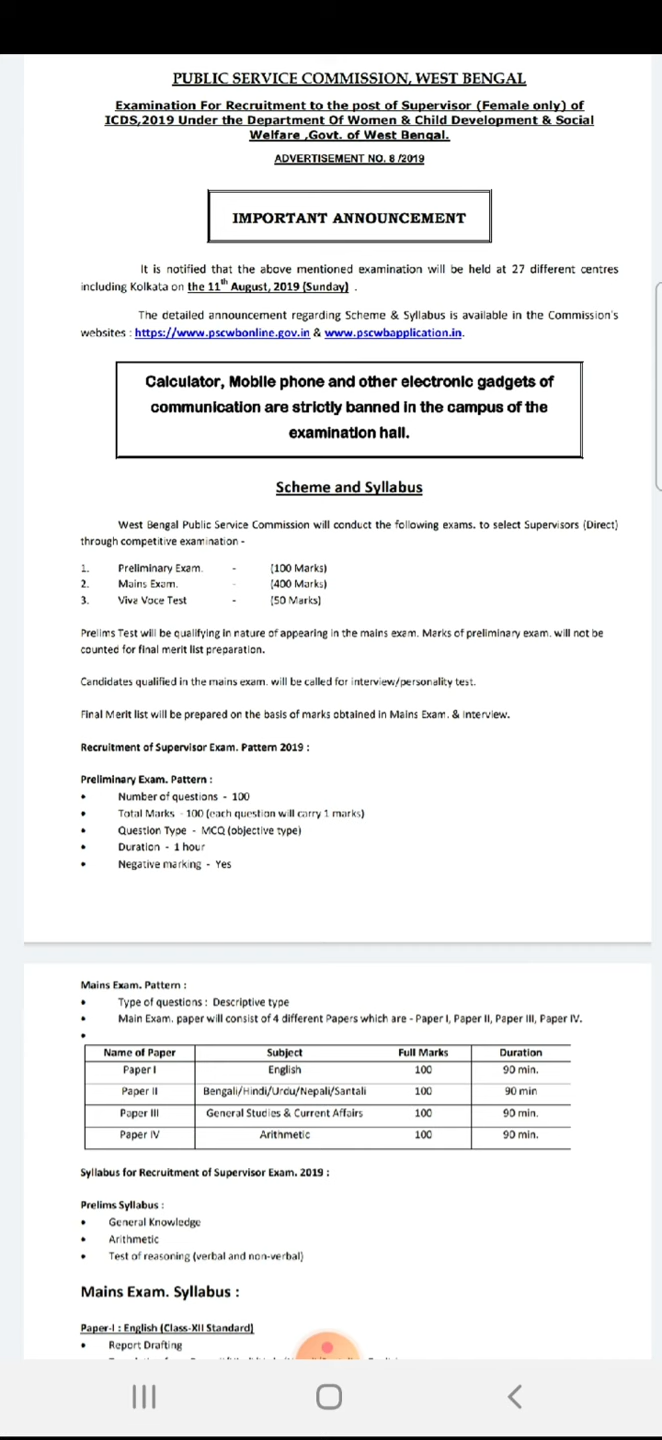 PUBLIC SERVICE COMMISSION, WEST BENGAL
Examination For Recruitment to the post of Supervisor (Female only) of
ICDS,2019 Under the Department Of Women & Child Development & Social
Welfare ,Govt. of West Bengal.
ADVERTISEMENT NO. 8 /2019
IMPORTANT ANNOUNCEMENT
It is notified that the above mentioned examination will be held at 27 different centres
including Kolkata on the 11th August, 2019 (Sunday) .
The detailed announcement regarding Scheme & Syllabus is available in the Commission's
websites : https://www.pscwbonline.gov.in & www.pscwbapplication.in.
Calculator, Mobile phone and other electronic gadgets of
communication are strictly banned in the campus of the
examination hall.
Scheme and Syllabus
West Bengal Public Service Commission will conduct the following exams. to select Supervisors (Direct)
through competitive examination -
1. Preliminary Exam. - (100 Marks)
2. Mains Exam. - (400 Marks)
3. Viva Voce Test - (50 Marks)
Prelims Test will be qualifying in nature of appearing in the mains exam. Marks of preliminary exam. will not be
counted for final merit list preparation.
Candidates qualified in the mains exam. will be called for interview/personality test.
Final Merit list will be prepared on the basis of marks obtained in Mains Exam. & interview.
Recruitment of Supervisor Exam. Pattern 2019 :
Preliminary Exam. Pattern :
• Number of questions - 100
• Total Marks - 100 (each question will carry 1 marks)
• Question Type - MCQ (objective type)
• Duration - 1 hour
• Negative marking - Yes
Mains Exam. Pattern :
• Type of questions : Descriptive type
• Main Exam. paper will consist of 4 different Papers which are - Paper I, Paper II, Paper III, Paper IV.
•
Name of Paper Subject Full Marks Duration
Paper I English 100 90 min.
Paper II Bengali/Hindi/Urdu/Nepali/Santali 100 90 min
Paper III General Studies & Current Affairs 100 90 min.
Paper IV Arithmetic 100 90 min.
Syllabus for Recruitment of Supervisor Exam. 2019 :
Prelims Syllabus :
• General Knowledge
• Arithmetic
• Test of reasoning (verbal and non-verbal)
Mains Exam. Syllabus :
Paper-I : English (Class-XII Standard)
• Report Drafting